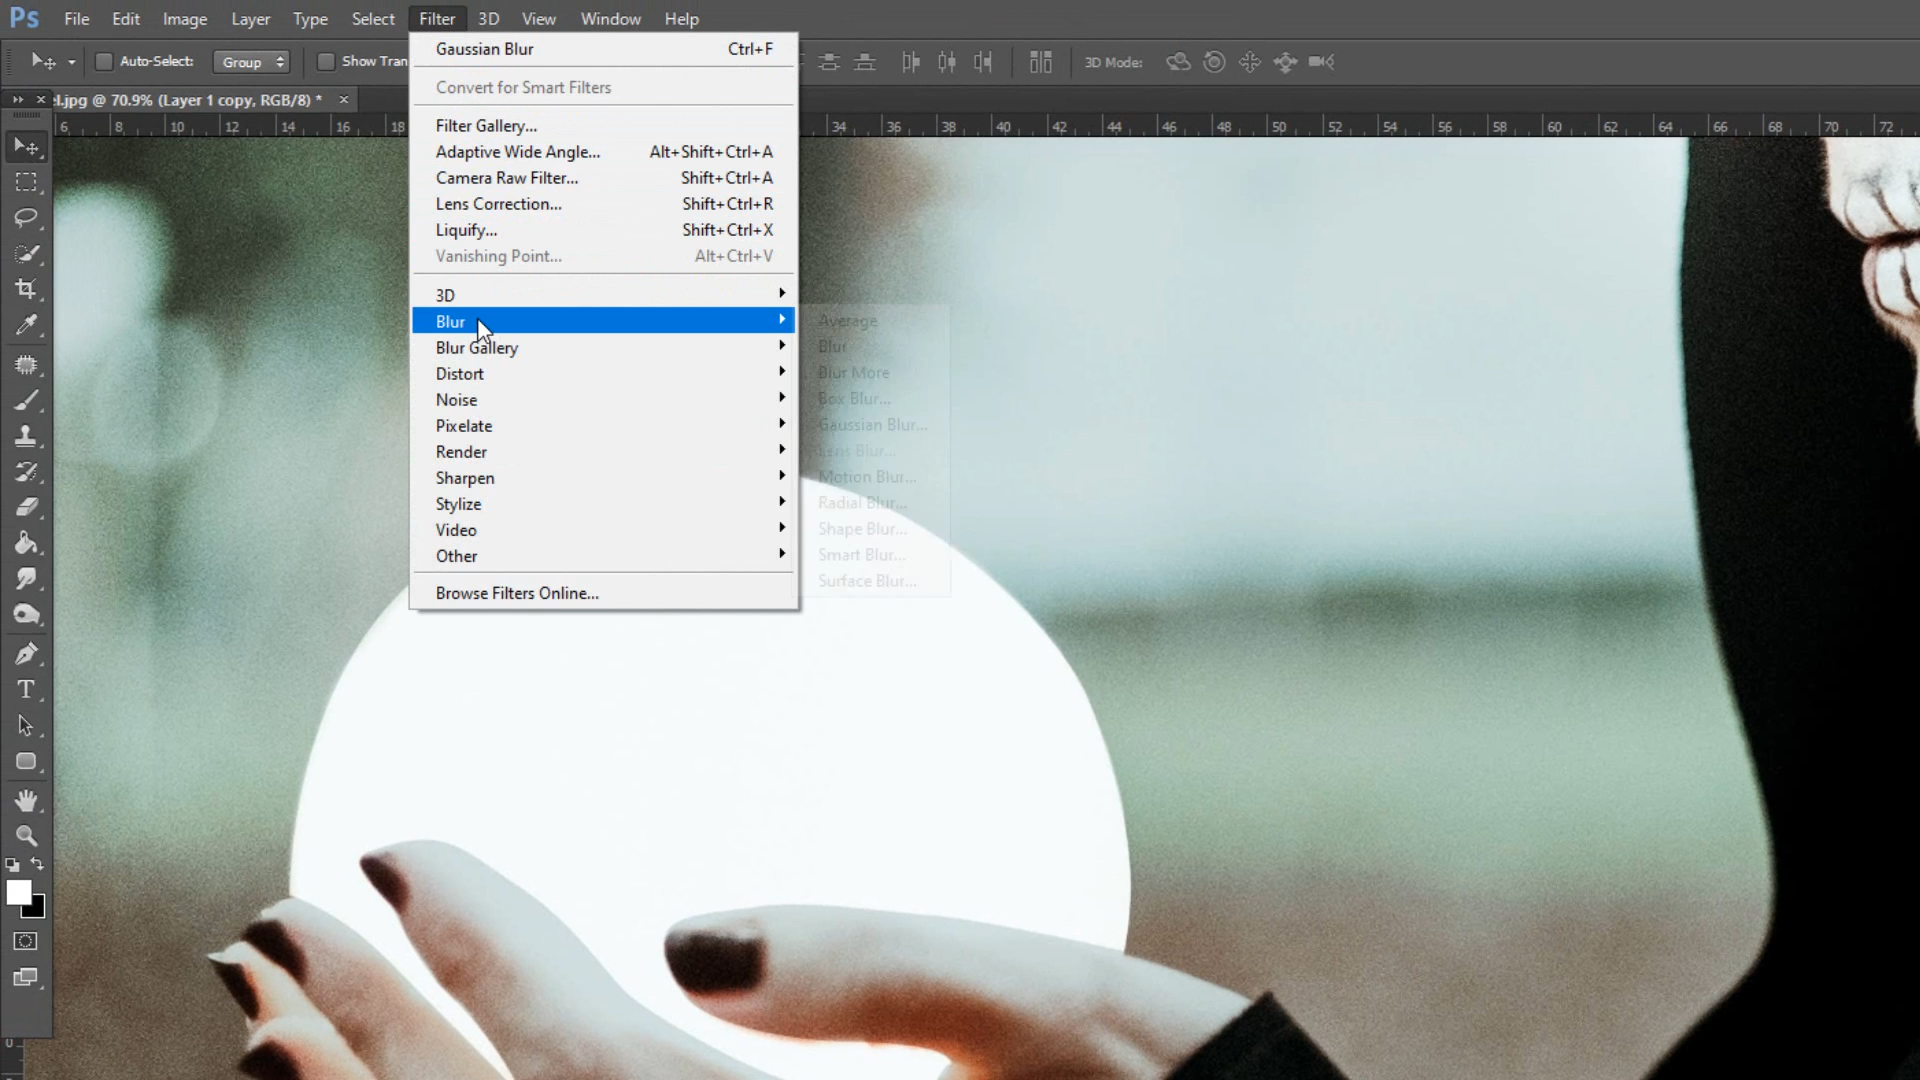 Ps File Edit Image Layer Type Select Filter 3D View Window Help
Auto-Select: Group Show Tran 3D Mode:
el.jpg @ 70.9% (Layer 1 copy, RGB/8) * ×
6 8 10 12 14 16 18 34 36 38 40 42 44 46 48 50 52 54 56 58 60 62 64 66 68 70 72
Gaussian Blur Ctrl+F
Convert for Smart Filters
Filter Gallery...
Adaptive Wide Angle... Alt+Shift+Ctrl+A
Camera Raw Filter... Shift+Ctrl+A
Lens Correction... Shift+Ctrl+R
Liquify... Shift+Ctrl+X
Vanishing Point... Alt+Ctrl+V
3D
Blur
Blur Gallery
Distort
Noise
Pixelate
Render
Sharpen
Stylize
Video
Other
Browse Filters Online...
Average
Blur
Blur More
Box Blur...
Gaussian Blur...
Lens Blur...
Motion Blur...
Radial Blur...
Shape Blur...
Smart Blur...
Surface Blur...
0